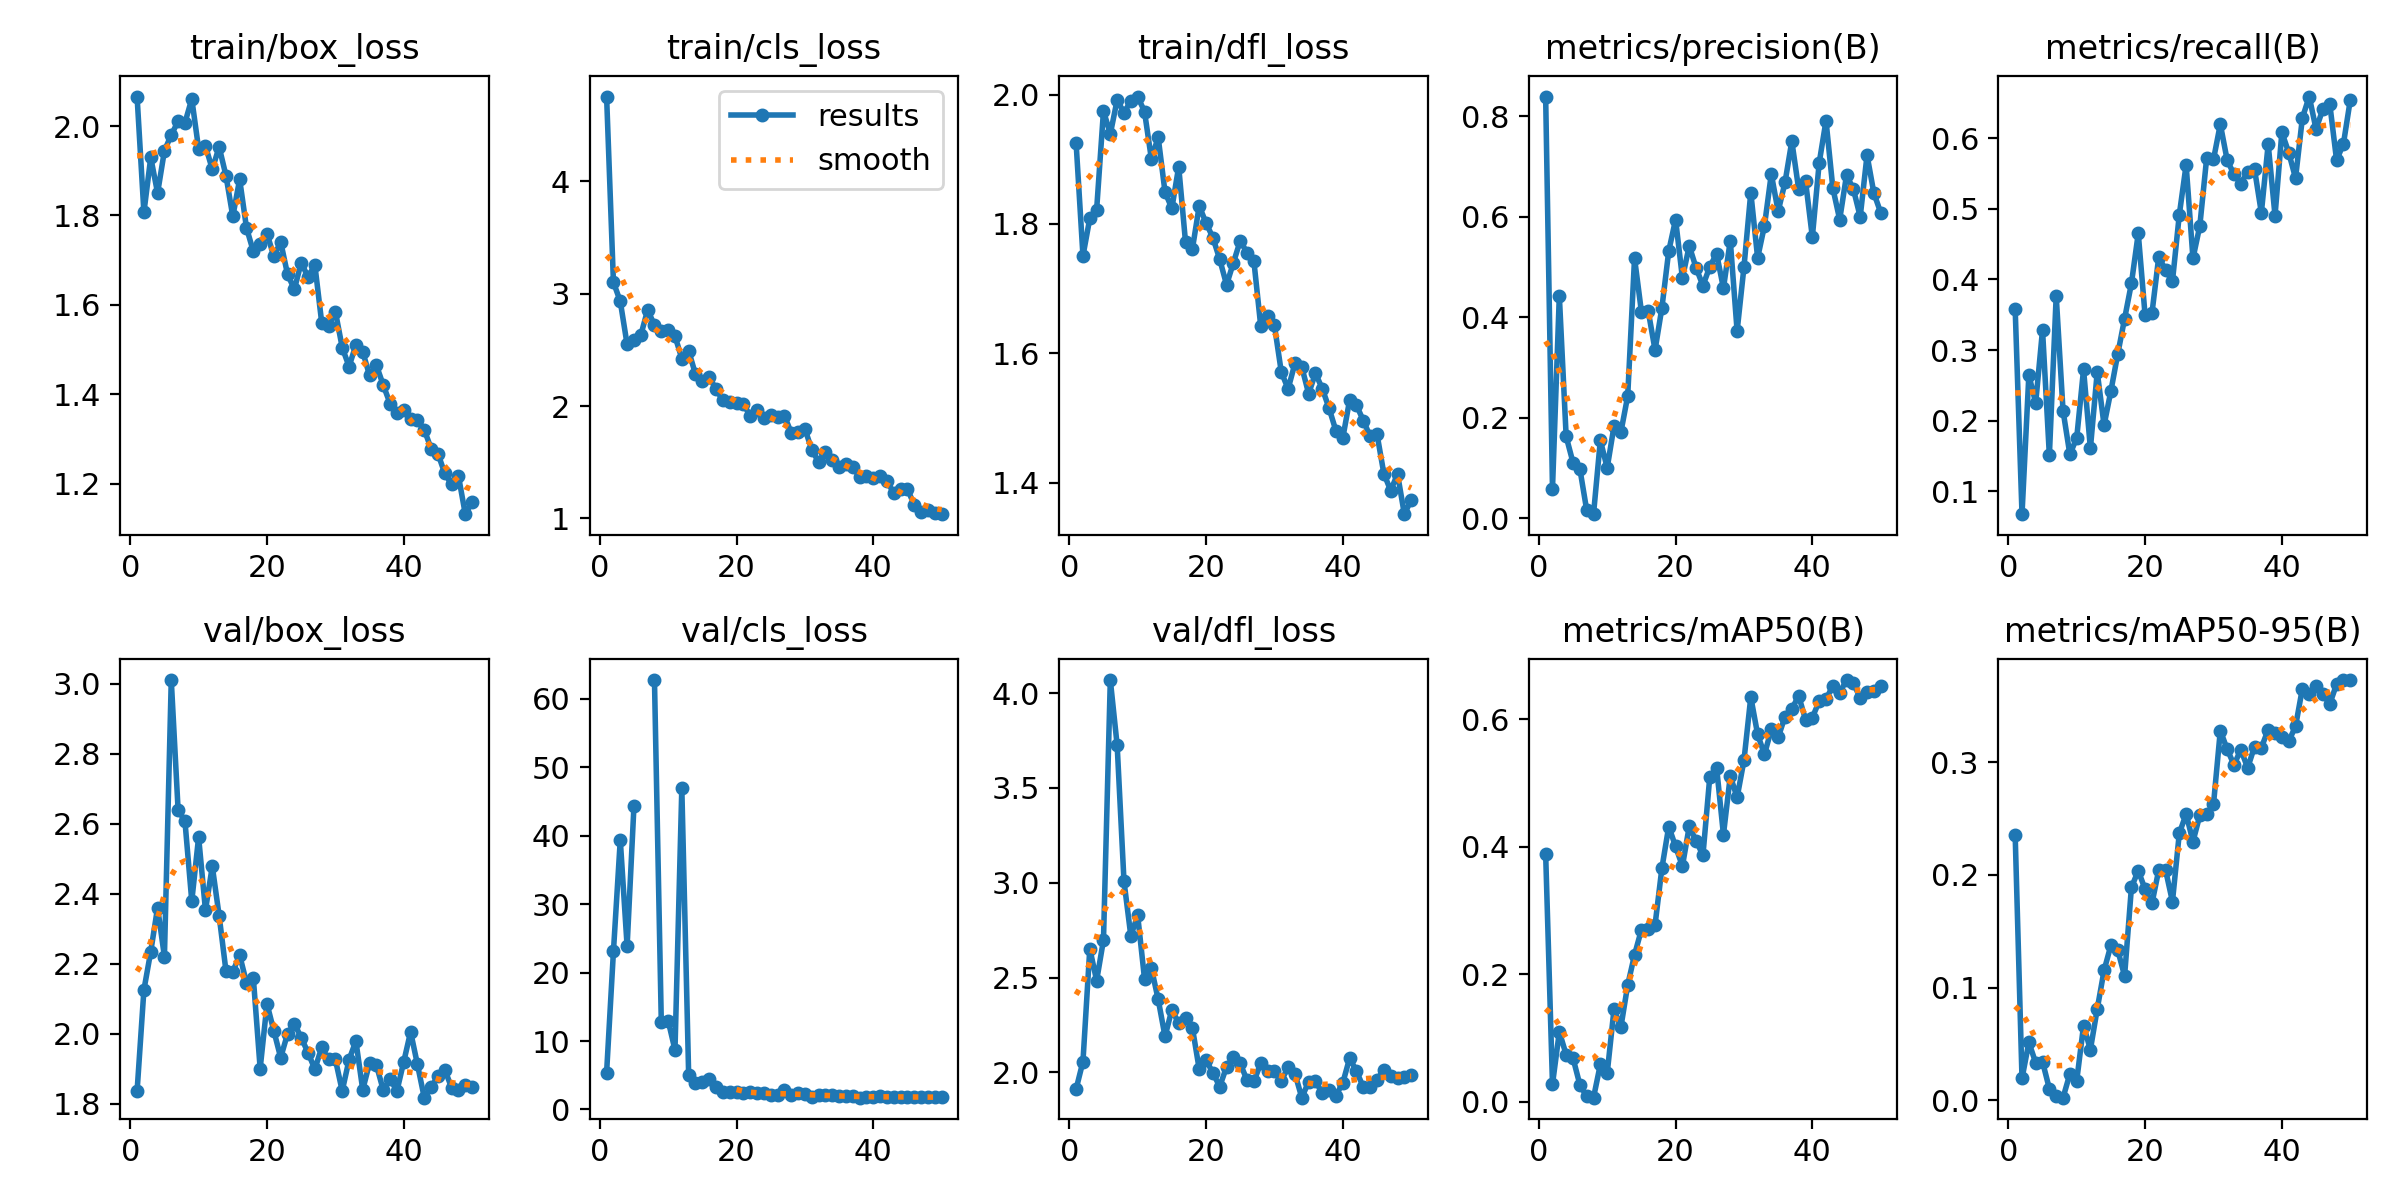 train/box_loss
train/cls_loss
train/dfl_loss
metrics/precision(B)
metrics/recall(B)
2.0
1.8
1.6
1.4
1.2
0 20 40
results
smooth
4
3
2
1
0 20 40
2.0
1.8
1.6
1.4
0 20 40
0.8
0.6
0.4
0.2
0.0
0 20 40
0.6
0.5
0.4
0.3
0.2
0.1
0 20 40
val/box_loss
val/cls_loss
val/dfl_loss
metrics/mAP50(B)
metrics/mAP50-95(B)
3.0
2.8
2.6
2.4
2.2
2.0
1.8
0 20 40
60
50
40
30
20
10
0
0 20 40
4.0
3.5
3.0
2.5
2.0
0 20 40
0.6
0.4
0.2
0.0
0 20 40
0.3
0.2
0.1
0.0
0 20 40